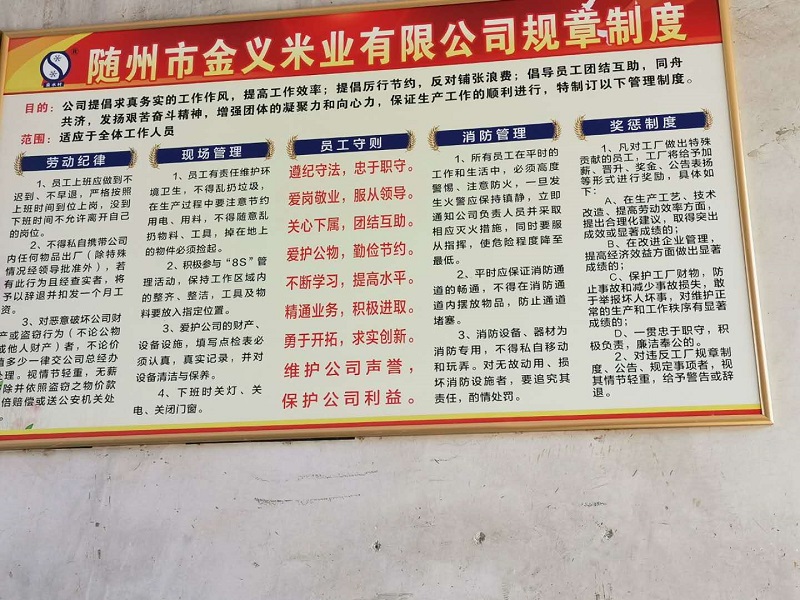 随州市金义米业有限公司规章制度
目的：公司提倡求真务实的工作作风，提高工作效率；提倡厉行节约，反对铺张浪费；倡导员工团结互助，同舟
共济，发扬艰苦奋斗精神，增强团体的凝聚力和向心力，保证生产工作的顺利进行，特制订以下管理制度。
范围：适应于全体工作人员
劳动纪律
1、员工上班应做到不
迟到、不早退，严格按照
上班时间到位上岗，没到
下班时间不允许离开自己
的岗位。
2、不得私自携带公司
内任何物品出厂（除特殊
情况经领导批准外），若
有此行为且经查实者，将
予以辞退并扣发一个月工
资。
3、对恶意破坏公司财
产或盗窃行为（不论公物
或他人财产）者，不论价
值多少一律交公司总经办
处理。视情节轻重，无薪
除并依照盗窃之物价款
倍赔偿或送公安机关处
现场管理
1、员工有责任维护环
境卫生，不得乱扔垃圾，
在生产过程中要注意节约
用电、用料，不得随意乱
扔物料、工具，掉在地上
的物件必须捡起。
2、积极参与“8S”管
理活动，保持工作区域内
的整齐、整洁，工具及物
料要放入指定位置。
3、爱护公司的财产、
设备设施，填写点检表必
须认真，真实记录，并对
设备清洁与保养。
4、下班时关灯、关
电、关闭门窗。
员工守则
遵纪守法，忠于职守。
爱岗敬业，服从领导。
关心下属，团结互助。
爱护公物，勤俭节约。
不断学习，提高水平。
精通业务，积极进取。
勇于开拓，求实创新。
维护公司声誉，
保护公司利益。
消防管理
1、所有员工在平时的
工作和生活中，必须高度
警惕、注意防火，一旦发
生火警应保持镇静，立即
通知公司负责人员并采取
相应灭火措施，同时要服
从指挥，使危险程度降至
最低。
2、平时应保证消防通
道的畅通，不得在消防通
道内摆放物品，防止通道
堵塞。
3、消防设备、器材为
消防专用，不得私自移动
和玩弄。对无故动用、损
坏消防设施者，要追究其
责任，酌情处罚。
奖惩制度
1、凡对工厂做出特殊
贡献的员工，工厂将给予加
薪、晋升、奖金、公告表扬
等形式进行奖励，具体如
下：
A、在生产工艺、技术
改造、提高劳动效率方面，
提出合理化建议，取得突出
成效或显著成绩的；
B、在改进企业管理，
提高经济效益方面做出显著
成绩的；
C、保护工厂财物，防
止事故和减少事故损失，敢
于举报坏人坏事，对维护正
常的生产和工作秩序有显著
成绩的；
D、一贯忠于职守，积
极负责，廉洁奉公的。
2、对违反工厂规章制
度、公告、规定事项者，视
其情节轻重，给予警告或辞
退。